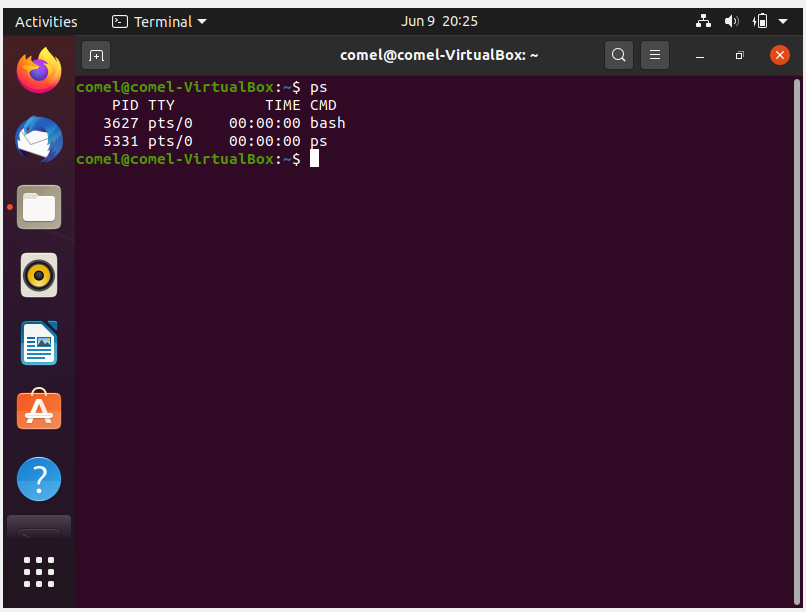 Activities Terminal Jun 9 20:25
comel@comel-VirtualBox: ~
comel@comel-VirtualBox:~$ ps
    PID TTY          TIME CMD
   3627 pts/0    00:00:00 bash
   5331 pts/0    00:00:00 ps
comel@comel-VirtualBox:~$